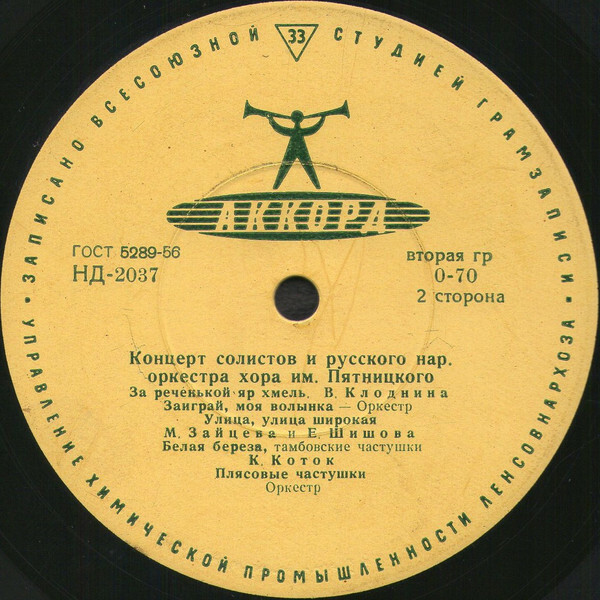 ЗАПИСАНО ВСЕСОЮЗНОЙ 33 СТУДИЕЙ ГРАМЗАПИСИ
АККОРД
ГОСТ 5289-56
НД-2037
вторая гр
0-70
2 сторона
Концерт солистов и русского нар.
оркестра хора им. Пятницкого
За реченькой яр хмель. В. Клоднина
Заиграй, моя волынка — Оркестр
Улица, улица широкая
М. Зайцева и Е. Шишова
Белая береза, тамбовские частушки
К. Коток
Плясовые частушки
Оркестр
УПРАВЛЕНИЕ ХИМИЧЕСКОЙ ПРОМЫШЛЕННОСТИ ЛЕНСОВНАРХОЗА